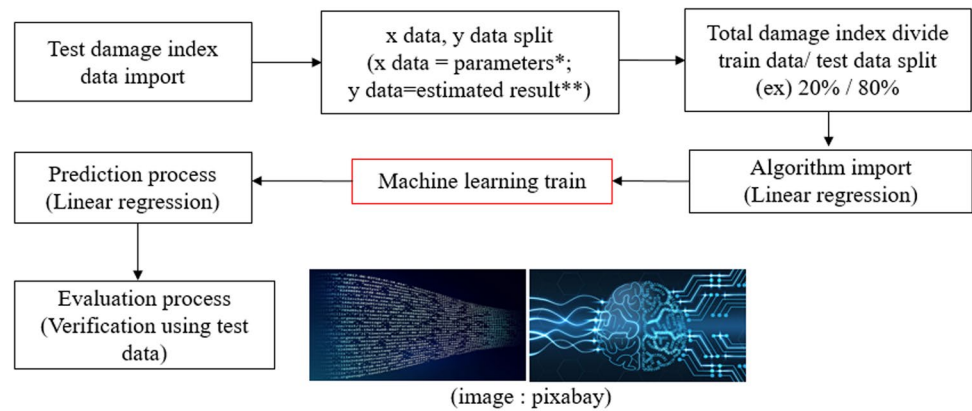 Test damage index
data import
x data, y data split
(x data = parameters*;
y data=estimated result**)
Total damage index divide
train data/ test data split
(ex) 20% / 80%
Algorithm import
(Linear regression)
Machine learning train
Prediction process
(Linear regression)
Evaluation process
(Verification using test
data)
(image : pixabay)